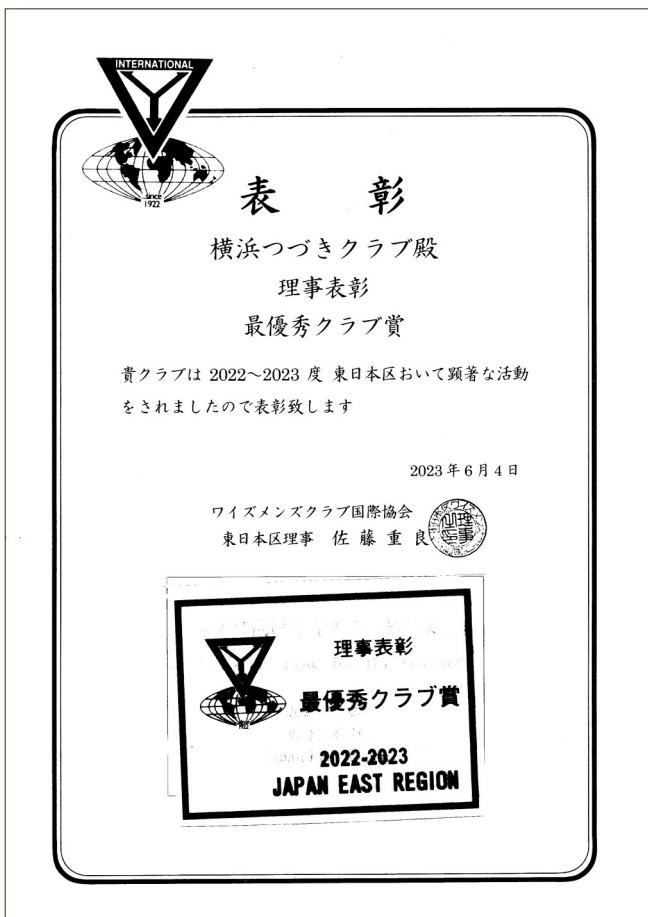 INTERNATIONAL
since
1922
表 彰
横浜つづきクラブ殿
理事表彰
最優秀クラブ賞
貴クラブは 2022～2023 度 東日本区おいて顕著な活動
をされましたので表彰致します
2023年6月4日
ワイズメンズクラブ国際協会
東日本区理事 佐藤重良
理事表彰
最優秀クラブ賞
2022-2023
JAPAN EAST REGION